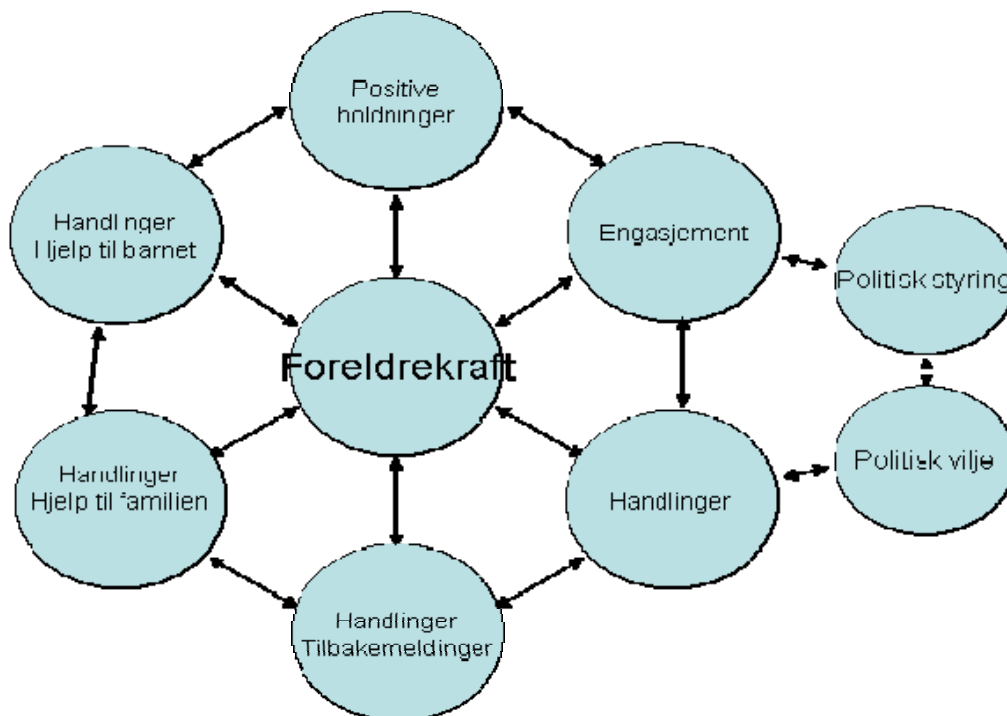 Positive
holdninger
Handlinger
Hjelp til barnet
Engasjement
Politisk styring
Foreldrekraft
Handlinger
Hjelp til familien
Handlinger
Politisk vilje
Handlinger
Tilbakemeldinger